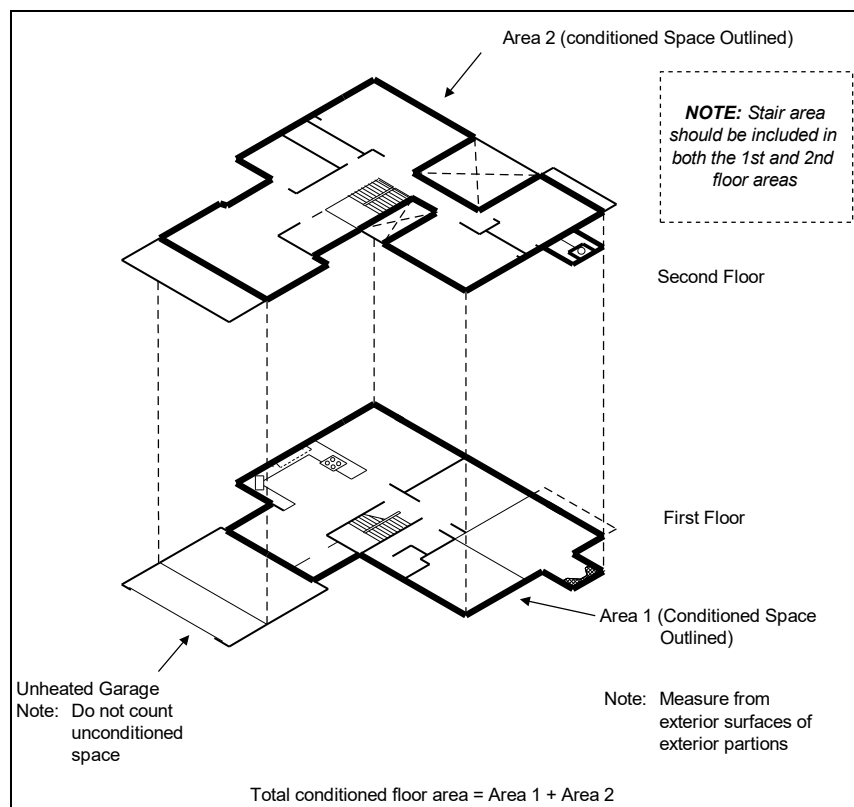 Area 2 (conditioned Space Outlined)
NOTE: Stair area
should be included in
both the 1st and 2nd
floor areas
Second Floor
First Floor
Area 1 (Conditioned Space
Outlined)
Unheated Garage
Note: Do not count
unconditioned
space
Note: Measure from
exterior surfaces of
exterior partions
Total conditioned floor area = Area 1 + Area 2